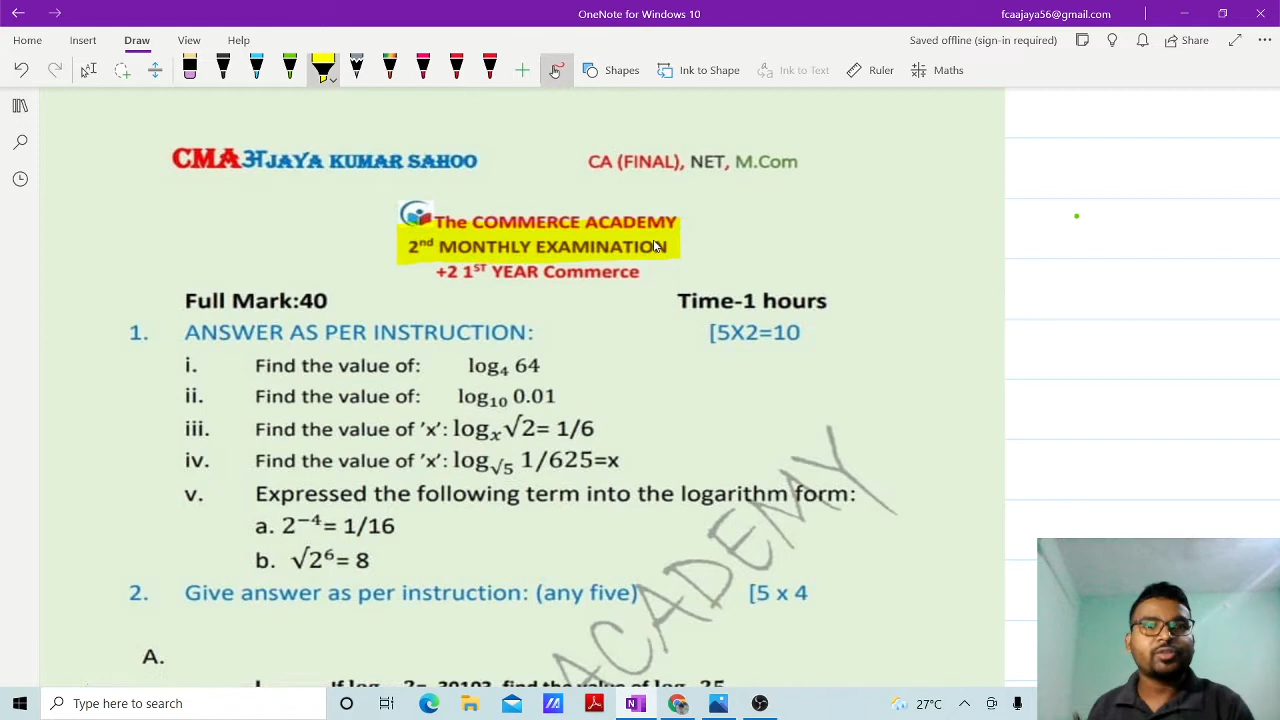 OneNote for Windows 10
fcaajaya56@gmail.com
Home Insert Draw View Help
Saved offline (sign-in required)
Share
Shapes Ink to Shape Ink to Text Ruler Maths
CMAअJAYA KUMAR SAHOO CA (FINAL), NET, M.Com
The COMMERCE ACADEMY
2nd MONTHLY EXAMINATION
+2 1ST YEAR Commerce
Full Mark:40 Time-1 hours
1. ANSWER AS PER INSTRUCTION: [5X2=10
i. Find the value of: log₄ 64
ii. Find the value of: log₁₀ 0.01
iii. Find the value of ’x’: logₓ√2= 1/6
iv. Find the value of ’x’: log√5 1/625=x
v. Expressed the following term into the logarithm form:
a. 2⁻⁴= 1/16
b. √2⁶= 8
2. Give answer as per instruction: (any five) [5 x 4
ACADEMY
A.
Type here to search
27°C